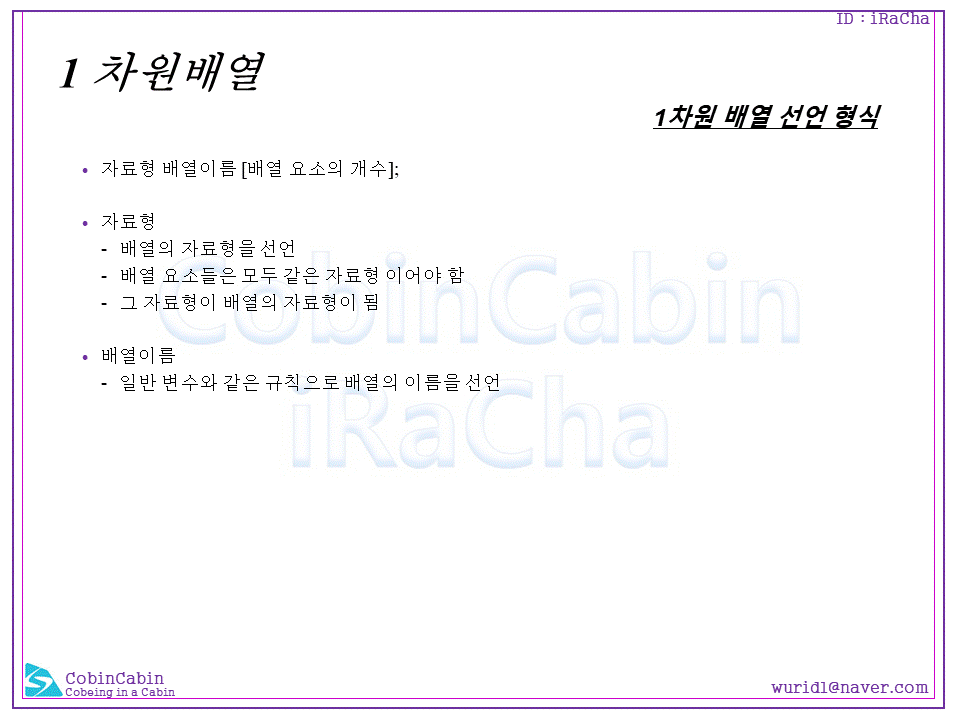 ID : iRaCha
1 차원배열
1차원 배열 선언 형식
• 자료형 배열이름 [배열 요소의 개수];
• 자료형
- 배열의 자료형을 선언
- 배열 요소들은 모두 같은 자료형 이어야 함
- 그 자료형이 배열의 자료형이 됨
• 배열이름
- 일반 변수와 같은 규칙으로 배열의 이름을 선언
CobinCabin
iRaCha
CobinCabin
Cobeing in a Cabin
wurid1@naver.com